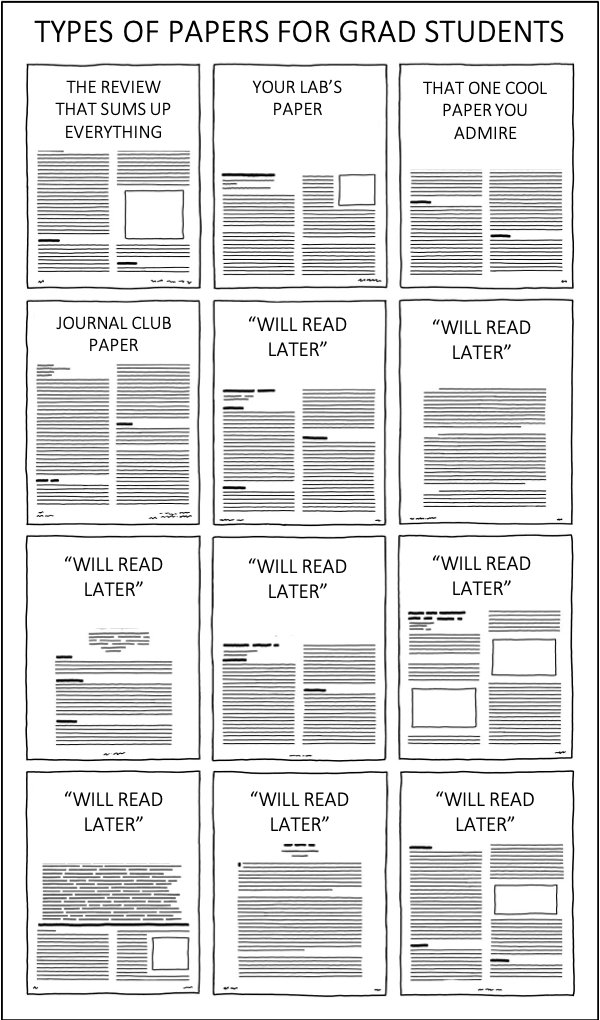 TYPES OF PAPERS FOR GRAD STUDENTS
THE REVIEW
THAT SUMS UP
EVERYTHING
YOUR LAB'S
PAPER
THAT ONE COOL
PAPER YOU
ADMIRE
JOURNAL CLUB
PAPER
“WILL READ
LATER”
“WILL READ
LATER”
“WILL READ
LATER”
“WILL READ
LATER”
“WILL READ
LATER”
“WILL READ
LATER”
“WILL READ
LATER”
“WILL READ
LATER”